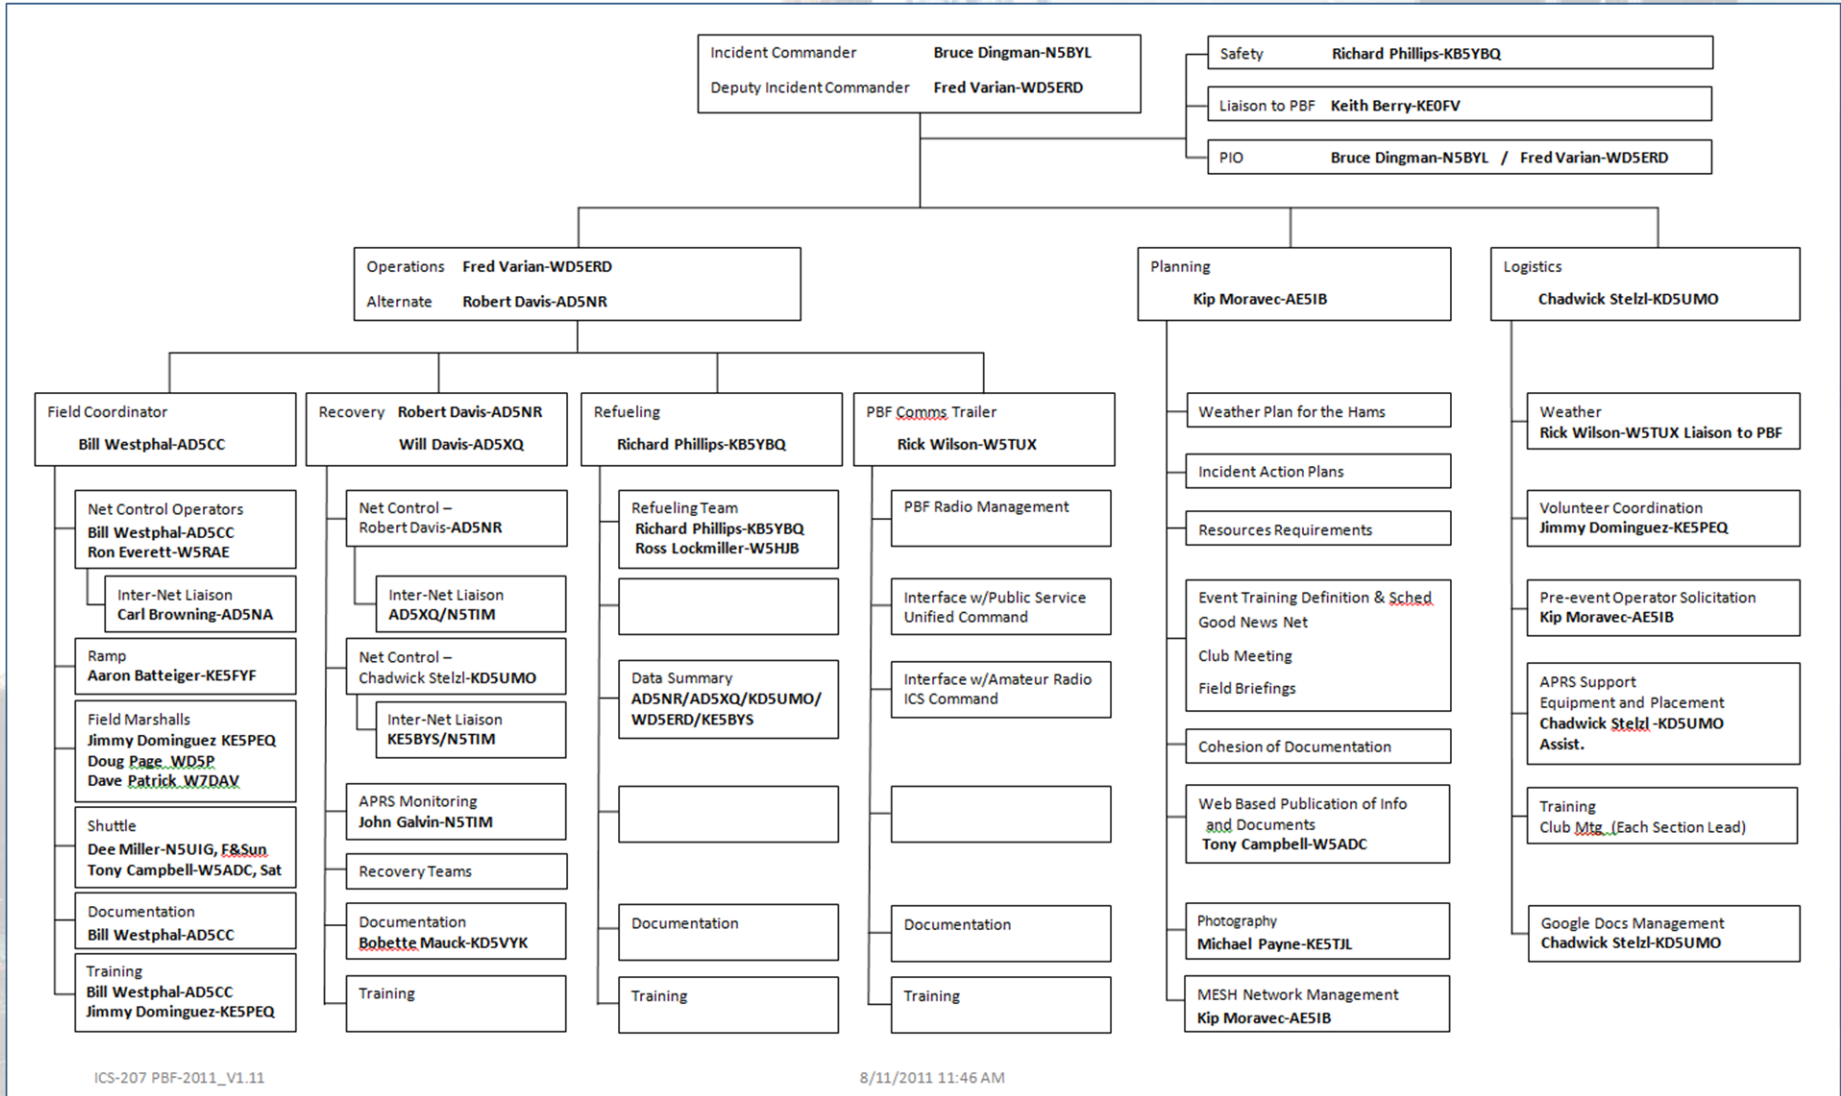 Incident Commander Bruce Dingman-N5BYL
Deputy Incident Commander Fred Varian-WD5ERD
Safety Richard Phillips-KB5YBQ
Liaison to PBF Keith Berry-KE0FV
PIO Bruce Dingman-N5BYL / Fred Varian-WD5ERD
Operations Fred Varian-WD5ERD
Alternate Robert Davis-AD5NR
Planning
Kip Moravec-AE5IB
Logistics
Chadwick Stelzl-KD5UMO
Field Coordinator
Bill Westphal-AD5CC
Net Control Operators
Bill Westphal-AD5CC
Ron Everett-W5RAE
Inter-Net Liaison
Carl Browning-AD5NA
Ramp
Aaron Batteiger-KE5FYF
Field Marshalls
Jimmy Dominguez KE5PEQ
Doug Page WD5P
Dave Patrick W7DAV
Shuttle
Dee Miller-N5UIG, F&Sun
Tony Campbell-W5ADC, Sat
Documentation
Bill Westphal-AD5CC
Training
Bill Westphal-AD5CC
Jimmy Dominguez-KE5PEQ
Recovery Robert Davis-AD5NR
Will Davis-AD5XQ
Net Control –
Robert Davis-AD5NR
Inter-Net Liaison
AD5XQ/N5TIM
Net Control –
Chadwick Stelzl-KD5UMO
Inter-Net Liaison
KE5BYS/N5TIM
APRS Monitoring
John Galvin-N5TIM
Recovery Teams
Documentation
Bobette Mauck-KD5VYK
Training
Refueling
Richard Phillips-KB5YBQ
Refueling Team
Richard Phillips-KB5YBQ
Ross Lockmiller-W5HJB
Data Summary
AD5NR/AD5XQ/KD5UMO/
WD5ERD/KE5BYS
Documentation
Training
PBF Comms Trailer
Rick Wilson-W5TUX
PBF Radio Management
Interface w/Public Service
Unified Command
Interface w/Amateur Radio
ICS Command
Documentation
Training
Weather Plan for the Hams
Incident Action Plans
Resources Requirements
Event Training Definition & Sched
Good News Net
Club Meeting
Field Briefings
Cohesion of Documentation
Web Based Publication of Info
and Documents
Tony Campbell-W5ADC
Photography
Michael Payne-KE5TJL
MESH Network Management
Kip Moravec-AE5IB
Weather
Rick Wilson-W5TUX Liaison to PBF
Volunteer Coordination
Jimmy Dominguez-KE5PEQ
Pre-event Operator Solicitation
Kip Moravec-AE5IB
APRS Support
Equipment and Placement
Chadwick Stelzl -KD5UMO
Assist.
Training
Club Mtg (Each Section Lead)
Google Docs Management
Chadwick Stelzl-KD5UMO
ICS-207 PBF-2011_V1.11
8/11/2011 11:46 AM